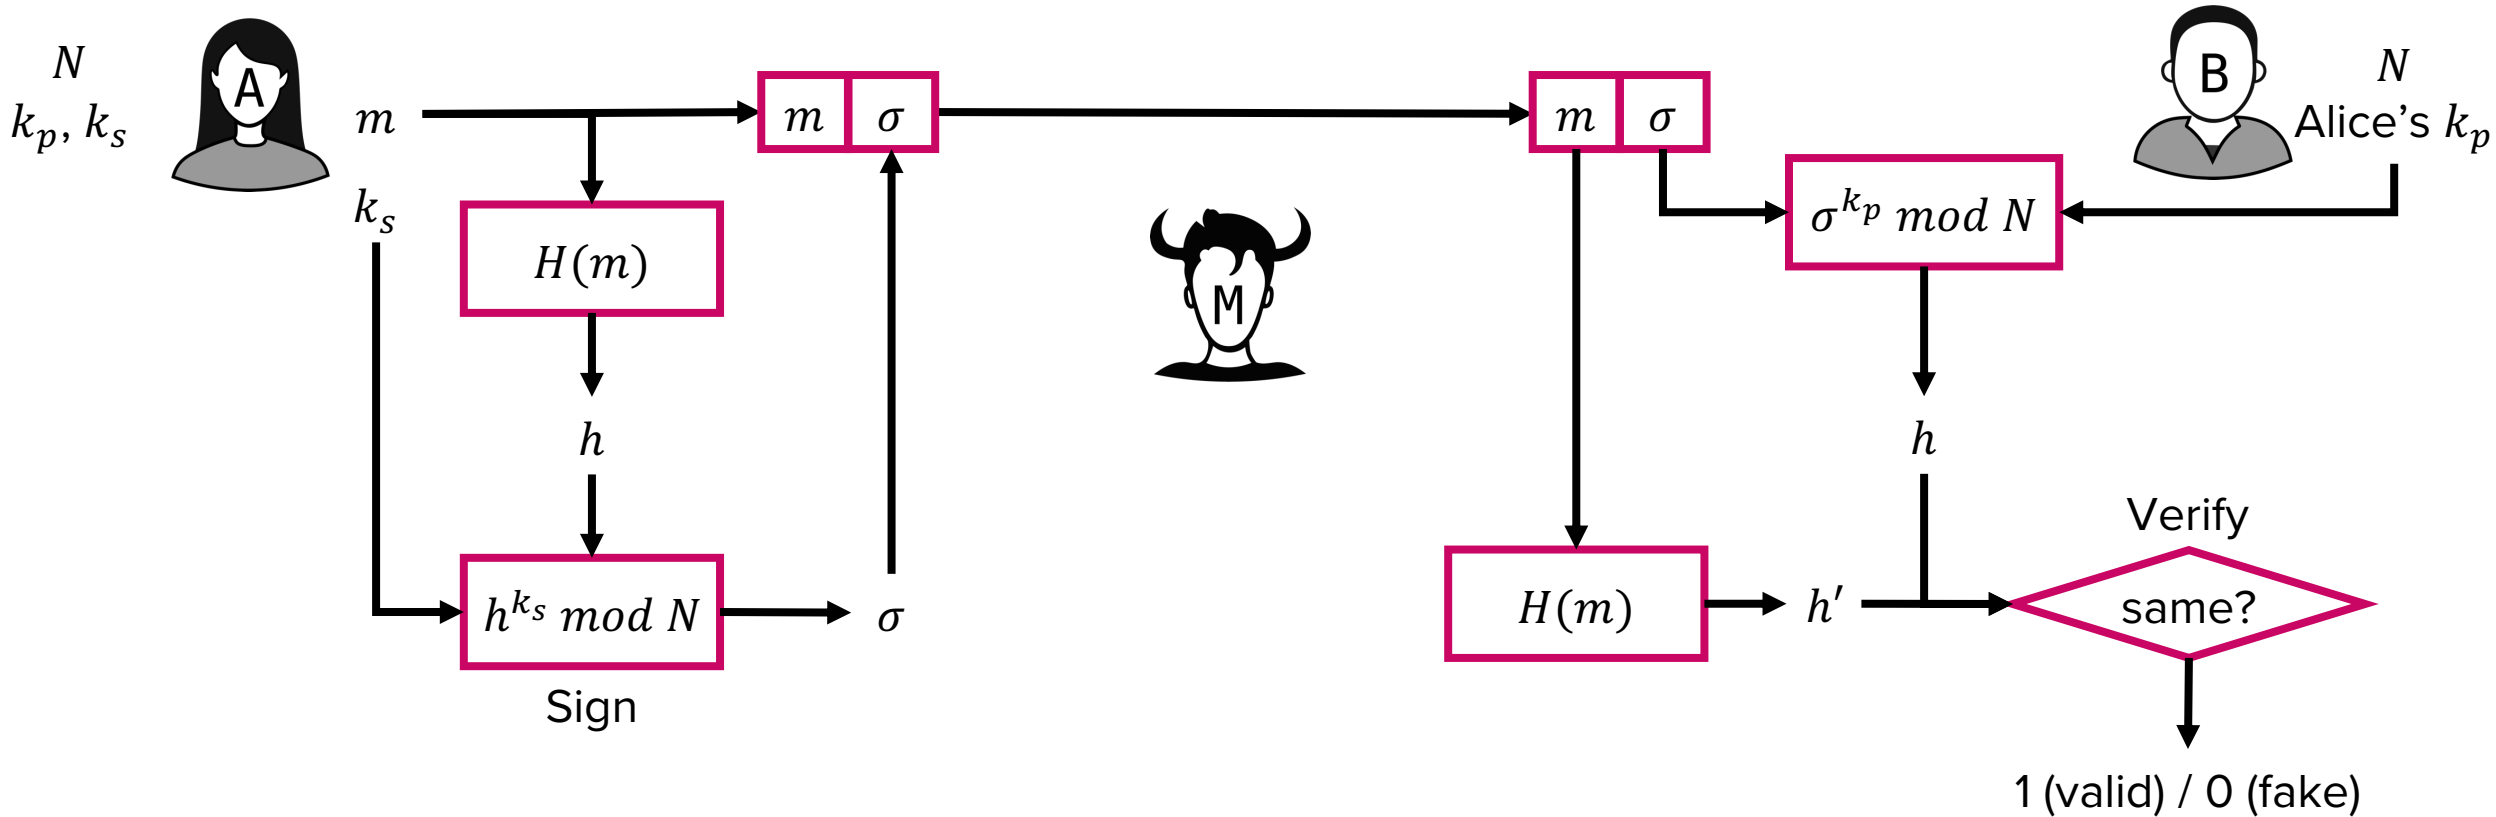 N
k_p, k_s
A
m
k_s
H(m)
h
h^{k_s} mod N
Sign
σ
m σ
M
m σ
B
N
Alice's k_p
σ^{k_p} mod N
h
H(m)
h′
Verify
same?
1 (valid) / 0 (fake)